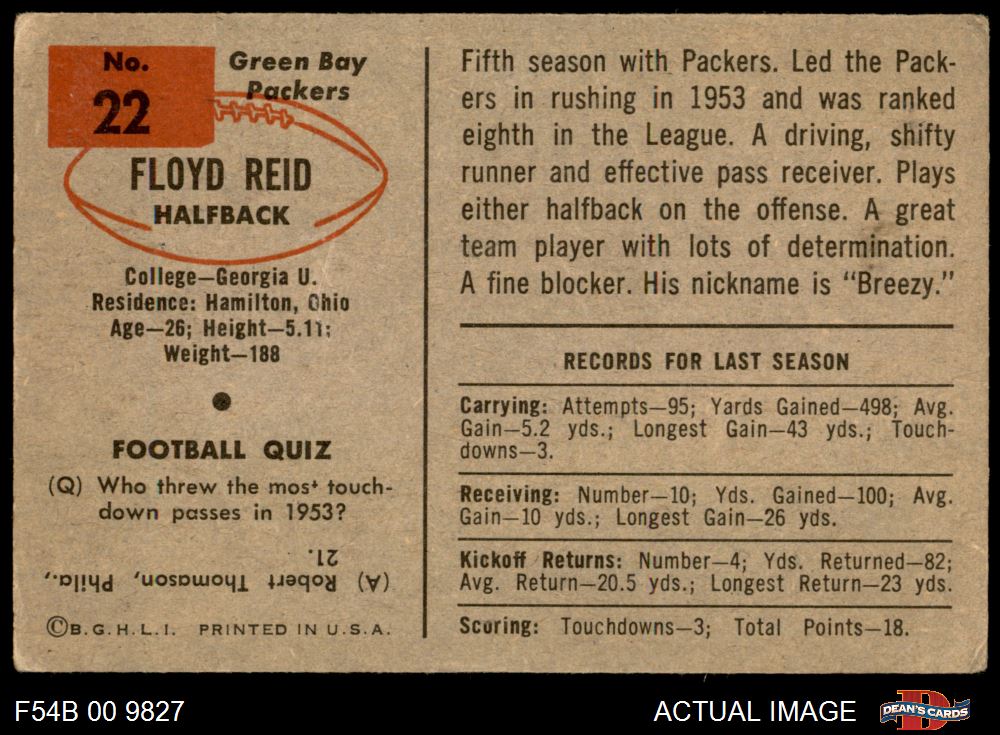 No.
22
Green Bay
Packers
FLOYD REID
HALFBACK
College—Georgia U.
Residence: Hamilton, Ohio
Age—26; Height—5.11;
Weight—188
FOOTBALL QUIZ
(Q) Who threw the most touch-
down passes in 1953?
(A) Robert Thomason, Phila.,
21.
©B.G.H.L.I. PRINTED IN U.S.A.
Fifth season with Packers. Led the Pack-
ers in rushing in 1953 and was ranked
eighth in the League. A driving, shifty
runner and effective pass receiver. Plays
either halfback on the offense. A great
team player with lots of determination.
A fine blocker. His nickname is "Breezy."
RECORDS FOR LAST SEASON
Carrying: Attempts—95; Yards Gained—498; Avg.
Gain—5.2 yds.; Longest Gain—43 yds.; Touch-
downs—3.
Receiving: Number—10; Yds. Gained—100; Avg.
Gain—10 yds.; Longest Gain—26 yds.
Kickoff Returns: Number—4; Yds. Returned—82;
Avg. Return—20.5 yds.; Longest Return—23 yds.
Scoring: Touchdowns—3; Total Points—18.
F54B 00 9827
ACTUAL IMAGE
D
DEAN'S CARDS